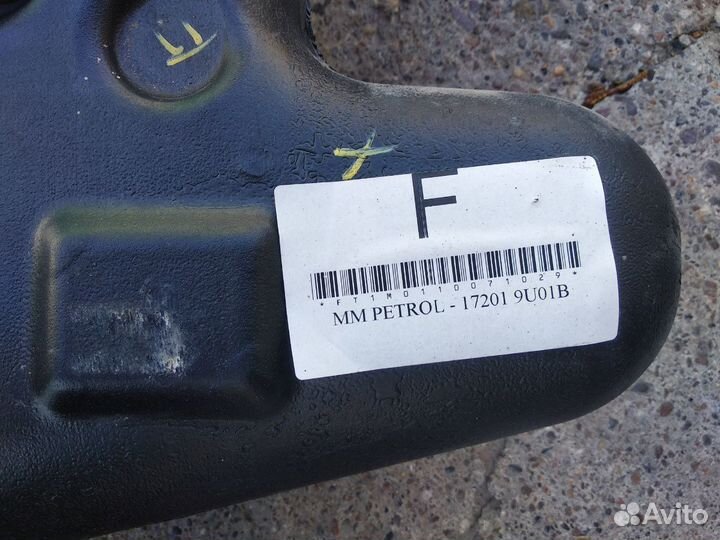 F
*FT1M0110071029*
MM PETROL - 17201 9U01B
Avito